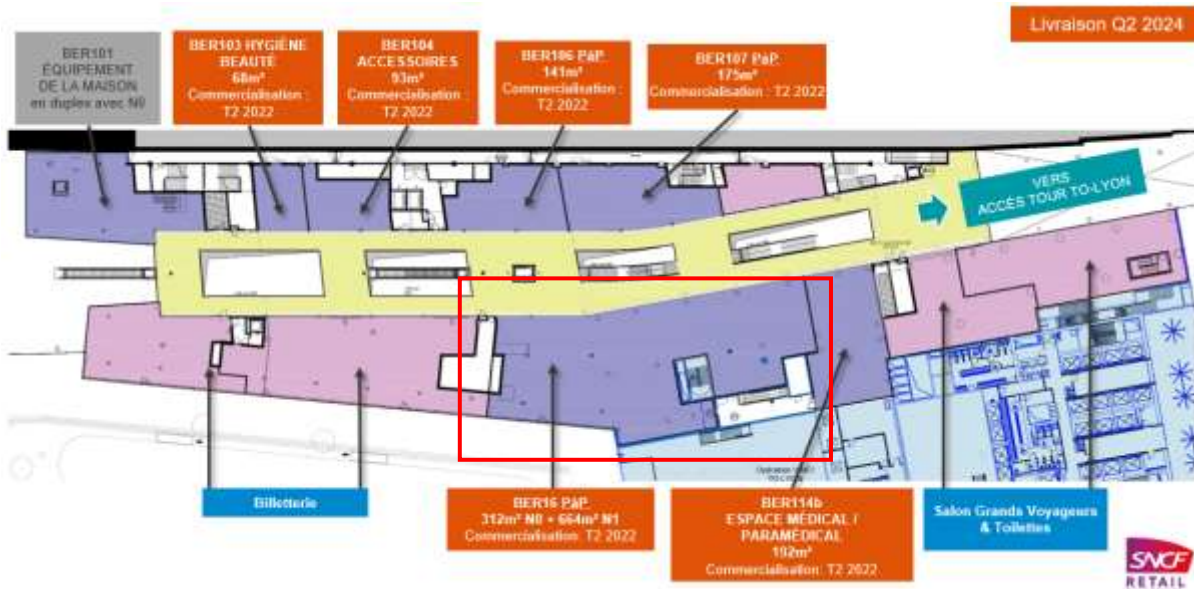 Livraison Q2 2024
BER101
ÉQUIPEMENT
DE LA MAISON
en duplex avec N0
BER103 HYGIÈNE
BEAUTÉ
68m²
Commercialisation :
T2 2022
BER104
ACCESSOIRES
93m²
Commercialisation :
T2 2022
BER106 PàP
141m²
Commercialisation :
T2 2022
BER107 PàP
175m²
Commercialisation : T2 2022
VERS
ACCÈS TOUR TO-LYON
Billetterie
BER16 PàP
312m² N0 + 664m² N1
Commercialisation: T2 2022
BER114b
ESPACE MÉDICAL /
PARAMÉDICAL
192m²
Commercialisation: T2 2022
Salon Grands Voyageurs
& Toilettes
SNCF
RETAIL